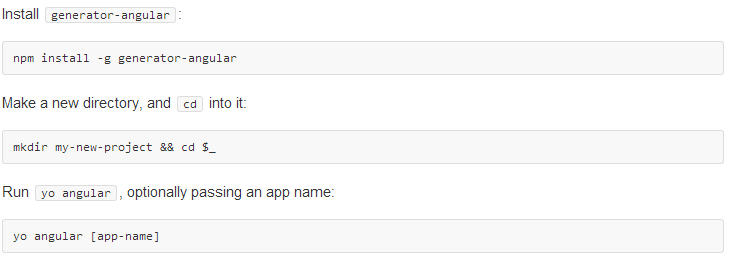 Install generator-angular :
npm install -g generator-angular
Make a new directory, and cd into it:
mkdir my-new-project && cd $_
Run yo angular , optionally passing an app name:
yo angular [app-name]